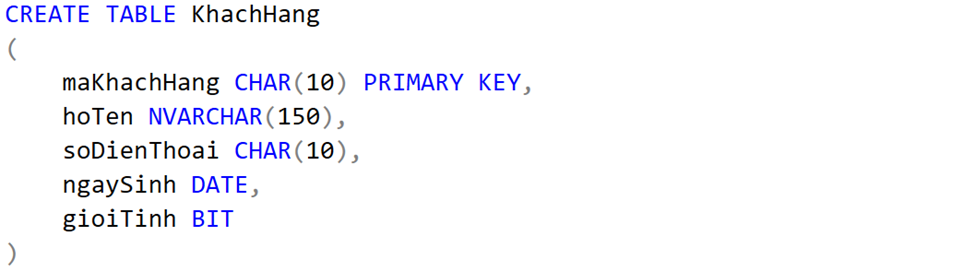 CREATE TABLE KhachHang
(
    maKhachHang CHAR(10) PRIMARY KEY,
    hoTen NVARCHAR(150),
    soDienThoai CHAR(10),
    ngaySinh DATE,
    gioiTinh BIT
)